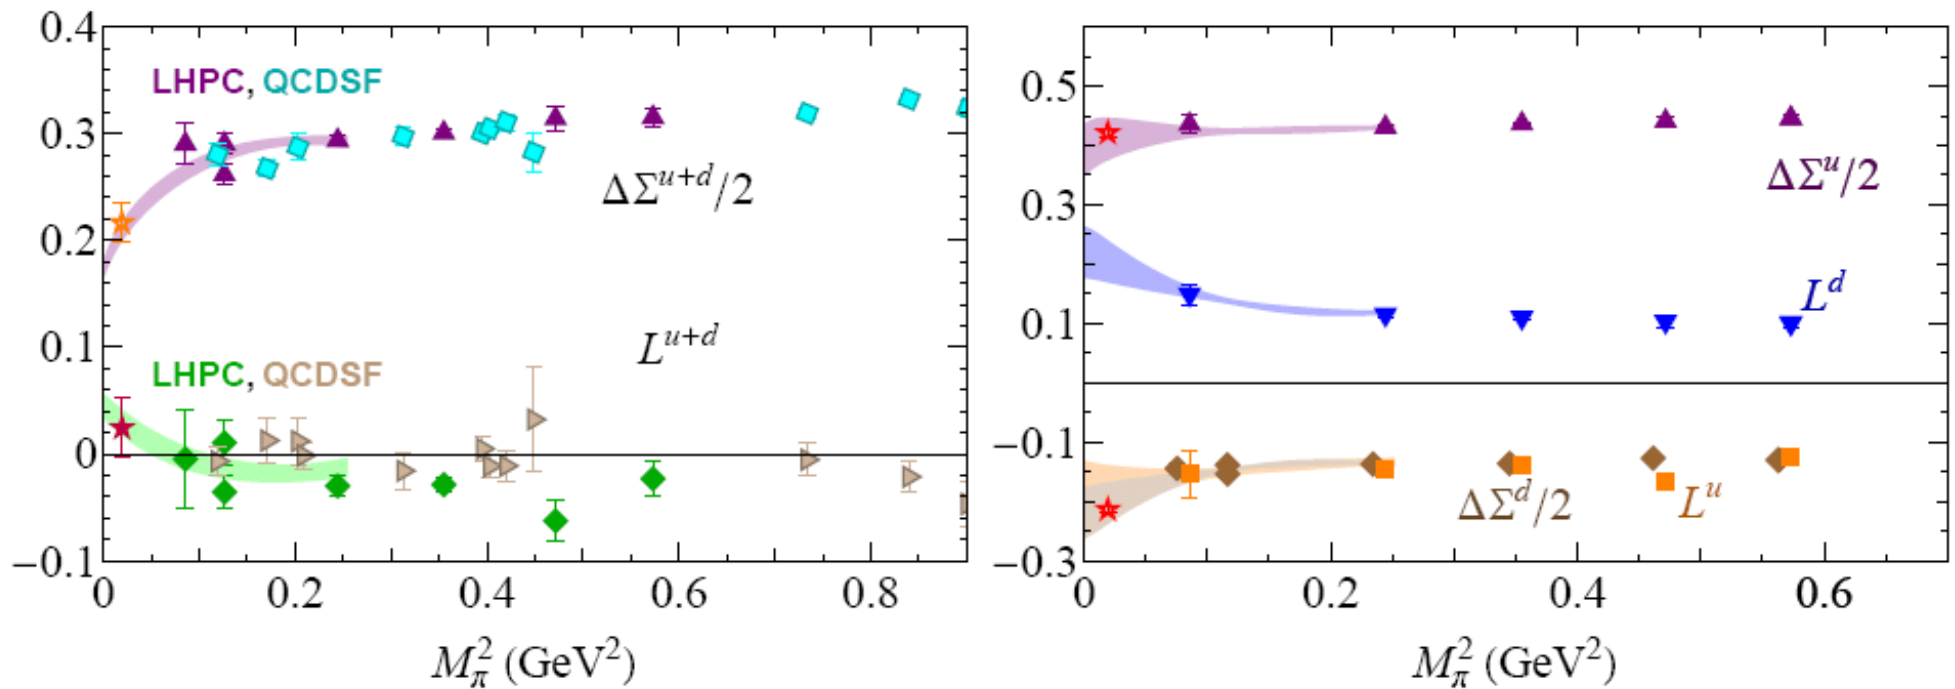 0.4
LHPC, QCDSF
0.3
ΔΣ^{u+d}/2
0.2
L^{u+d}
0.1
LHPC, QCDSF
0
−0.1
0 0.2 0.4 0.6 0.8
M_π^2 (GeV^2)
0.5
ΔΣ^u/2
0.3
L^d
0.1
−0.1
ΔΣ^d/2 L^u
−0.3
0 0.2 0.4 0.6
M_π^2 (GeV^2)